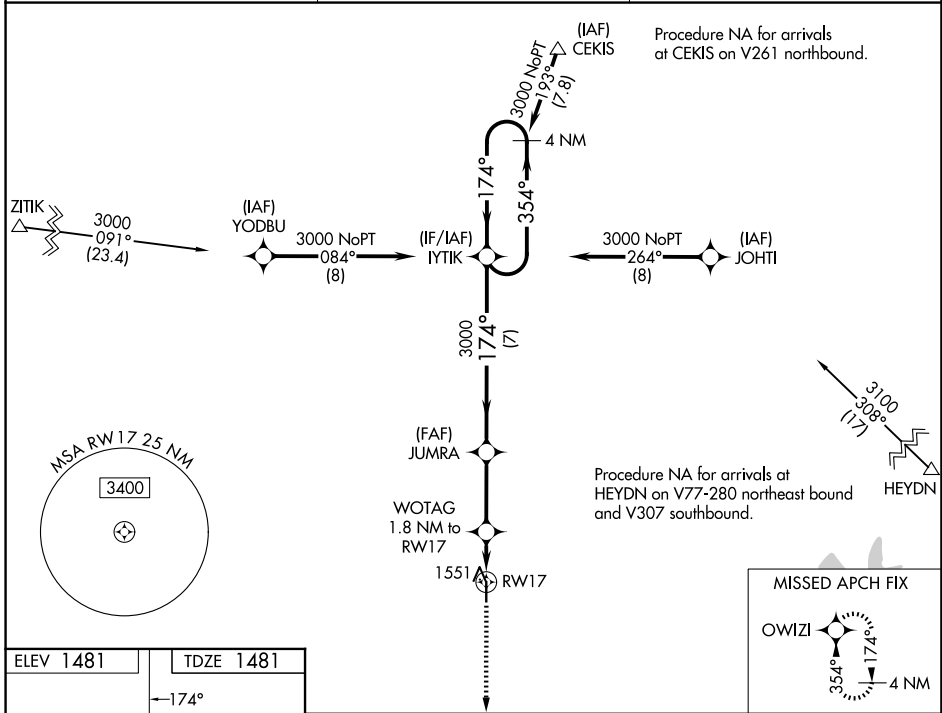 (IAF)
CEKIS
Procedure NA for arrivals
at CEKIS on V261 northbound.
3000 NoPT
193°
(7.8)
4 NM
174°
354°
ZITIK
3000
091°
(23.4)
(IAF)
YODBU
3000 NoPT
084°
(8)
(IF/IAF)
IYTIK
3000 NoPT
264°
(8)
(IAF)
JOHTI
3000
174°
(7)
3100
308°
(17)
HEYDN
(FAF)
JUMRA
MSA RW17 25 NM
3400
Procedure NA for arrivals at
HEYDN on V77-280 northeast bound
and V307 southbound.
WOTAG
1.8 NM to
RW17
1551
RW17
MISSED APCH FIX
OWIZI
354°
174°
4 NM
ELEV 1481
TDZE 1481
174°